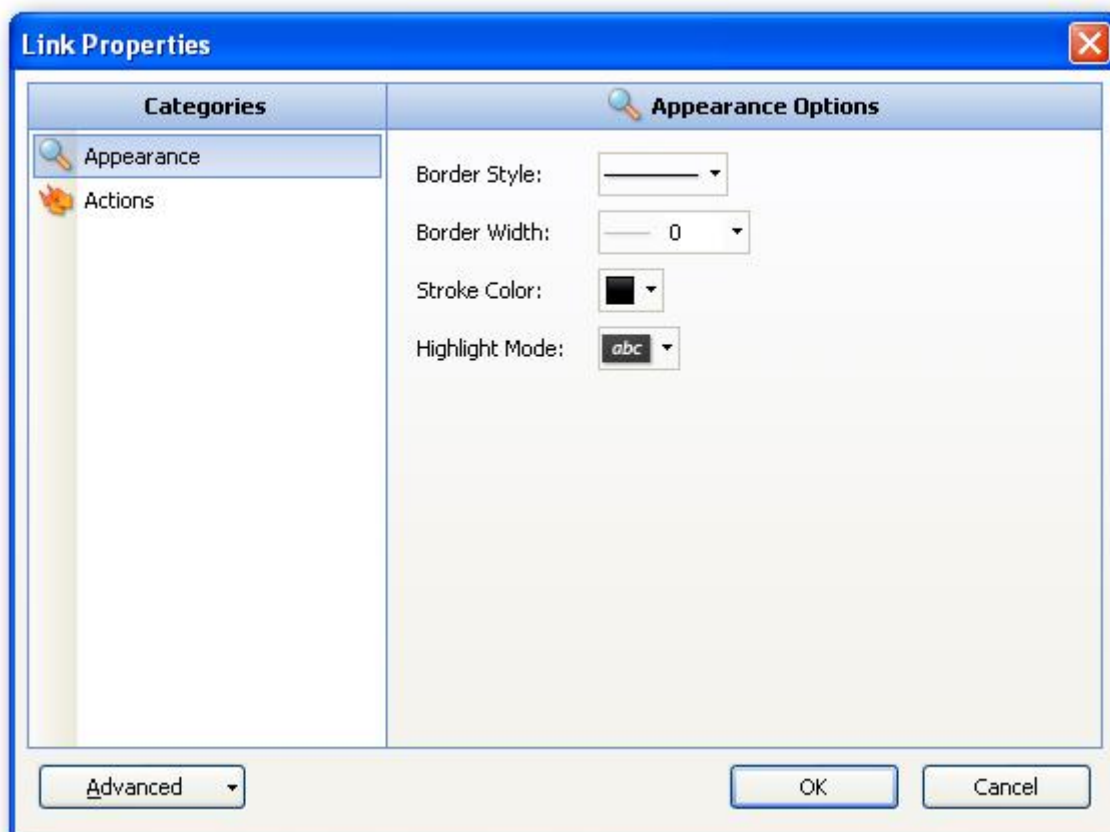 Link Properties
Categories
Appearance
Actions
Appearance Options
Border Style:
Border Width: 0
Stroke Color:
Highlight Mode: abc
Advanced
OK
Cancel